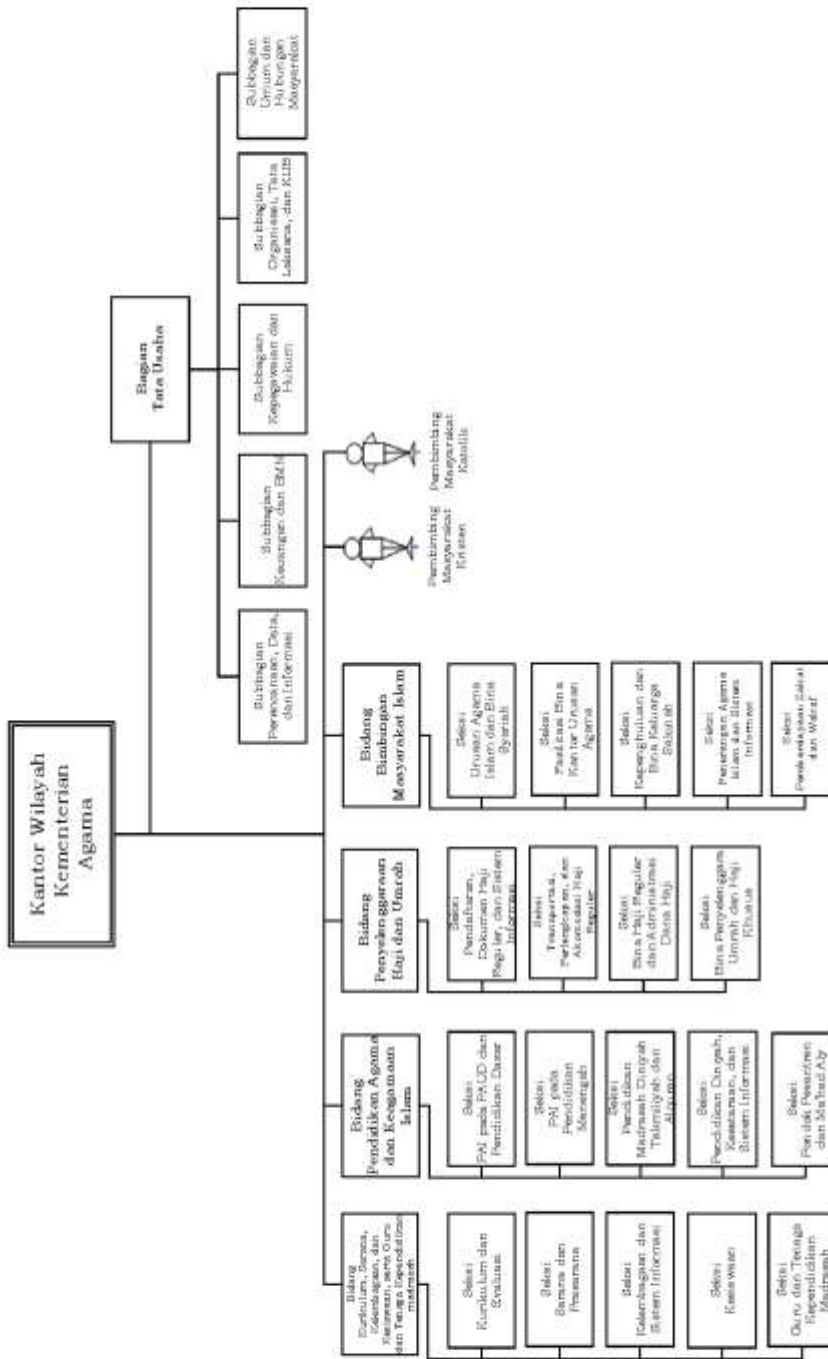 Kantor Wilayah
Kementerian
Agama
Bagian
Tata Usaha
Subbagian
Perencanaan, Data,
dan Informasi
Subbagian
Keuangan dan BMN
Subbagian
Kepegawaian dan
Hukum
Subbagian
Organisasi, Tata
Laksana, dan KUB
Subbagian
Umum dan
Hubungan
Masyarakat
Bidang
Kurikulum, Sarana,
Kelembagaan, dan
Kesiswaan, serta Guru
dan Tenaga Kependidikan
madrasah
Seksi
Kurikulum dan
Evaluasi
Seksi
Sarana dan
Prasarana
Seksi
Kelembagaan dan
Sistem Informasi
Seksi
Kesiswaan
Seksi
Guru dan Tenaga
Kependidikan
Madrasah
Bidang
Pendidikan Agama
dan Keagamaan
Islam
Seksi
PAI pada PAUD dan
Pendidikan Dasar
Seksi
PAI pada
Pendidikan
Menengah
Seksi
Pendidikan
Madrasah Diniyah
Takmiliyah dan
Alquran
Seksi
Pendidikan Diniyah,
Kesetaraan, dan
Sistem Informasi
Seksi
Pondok Pesantren
dan Ma'had Aly
Bidang
Penyelenggaraan
Haji dan Umrah
Seksi
Pendaftaran,
Dokumen Haji
Reguler, dan Sistem
Informasi
Seksi
Transportasi,
Perlengkapan, dan
Akomodasi Haji
Reguler
Seksi
Bina Haji Reguler
dan Administrasi
Dana Haji
Seksi
Bina Penyelenggara
Umrah dan Haji
Khusus
Bidang
Bimbingan
Masyarakat Islam
Seksi
Urusan Agama
Islam dan Bina
Syariah
Seksi
Fasilitas Bina
Kantor Urusan
Agama
Seksi
Kepenghuluan dan
Bina Keluarga
Sakinah
Seksi
Penerangan Agama
Islam dan Sistem
Informasi
Seksi
Pemberdayaan Zakat
dan Wakaf
Pembimbing
Masyarakat
Kristen
Pembimbing
Masyarakat
Katolik